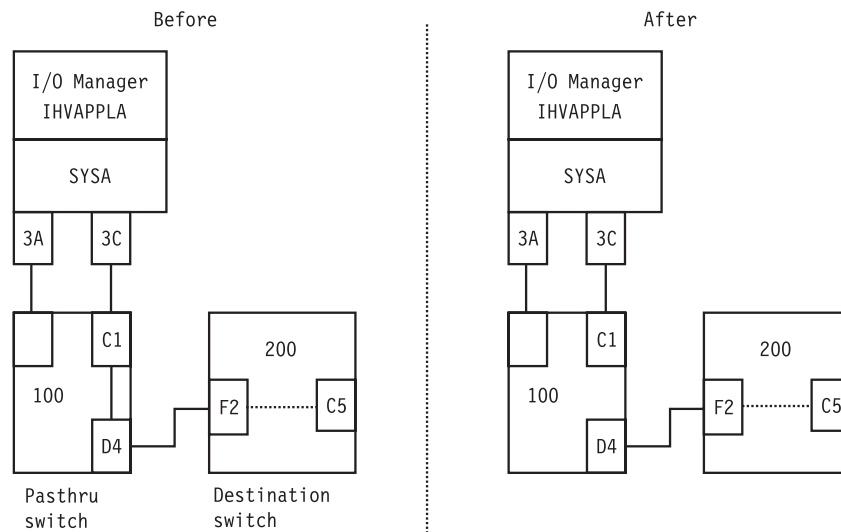 Before
I/O Manager
IHVAPPLA
SYSA
3A
3C
C1
100
D4
200
F2
C5
Pasthru
switch
Destination
switch
After
I/O Manager
IHVAPPLA
SYSA
3A
3C
C1
100
D4
200
F2
C5